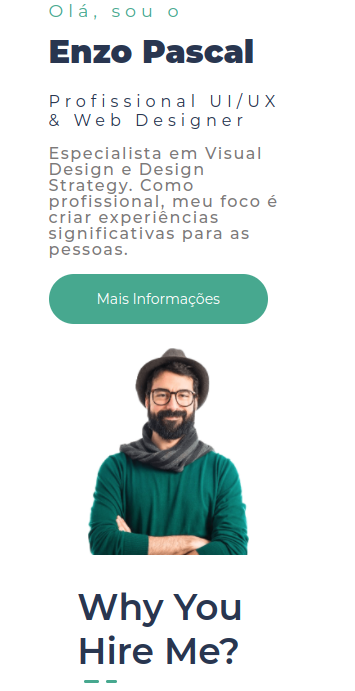 Olá, sou o
Enzo Pascal
Profissional UI/UX
& Web Designer
Especialista em Visual
Design e Design
Strategy. Como
profissional, meu foco é
criar experiências
significativas para as
pessoas.
Mais Informações
Why You
Hire Me?